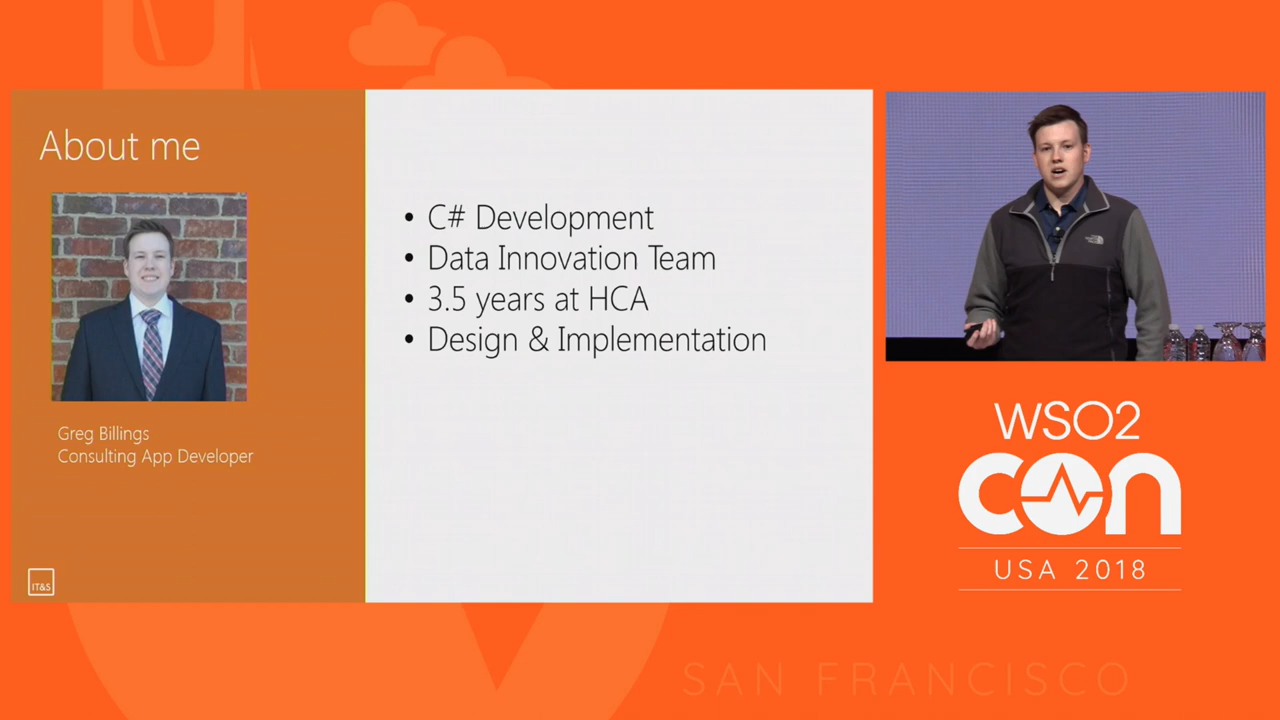 About me
Greg Billings
Consulting App Developer
IT&S
• C# Development
• Data Innovation Team
• 3.5 years at HCA
• Design & Implementation
WSO2
con
USA 2018
SAN FRANCISCO